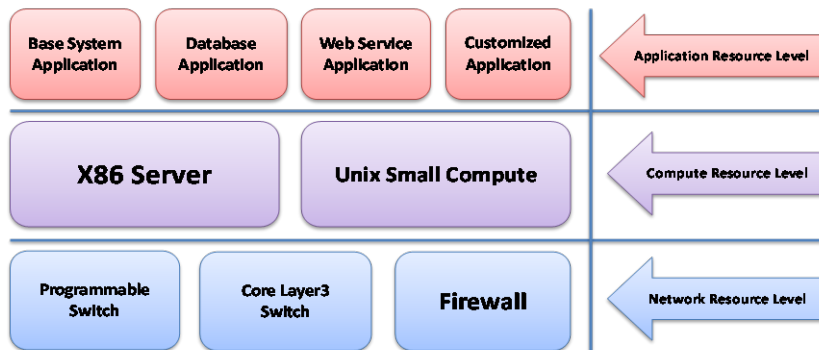 Base System
Application
Database
Application
Web Service
Application
Customized
Application
Application Resource Level
X86 Server
Unix Small Compute
Compute Resource Level
Programmable
Switch
Core Layer3
Switch
Firewall
Network Resource Level